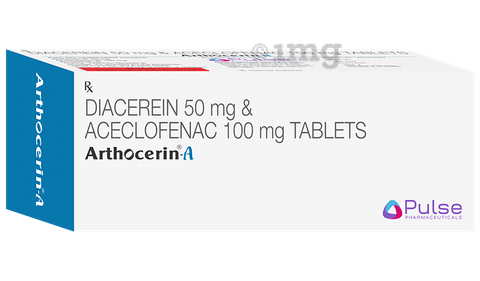 1mg
DIACEREIN 50 mg & ACECLOFENAC 100 mg TABLETS
Arthocerin®-A
℞
DIACEREIN 50 mg &
ACECLOFENAC 100 mg TABLETS
Arthocerin®-A
Pulse
PHARMACEUTICALS